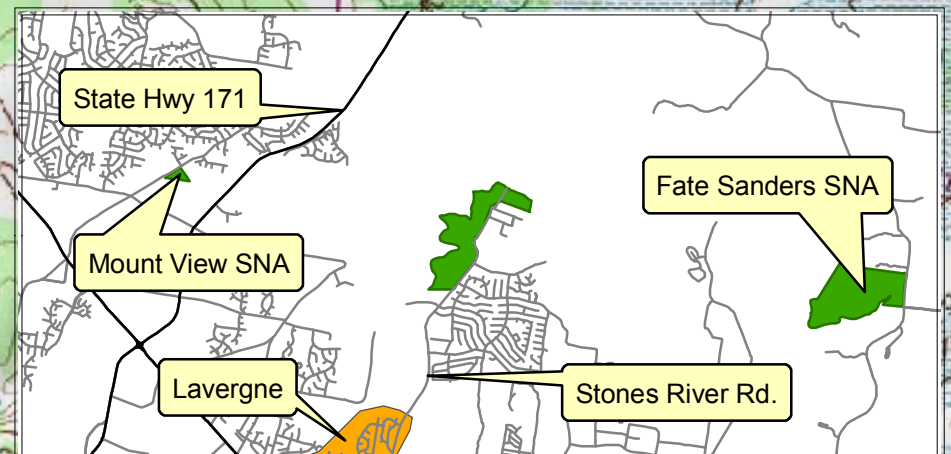 State Hwy 171
Fate Sanders SNA
Mount View SNA
Lavergne
Stones River Rd.